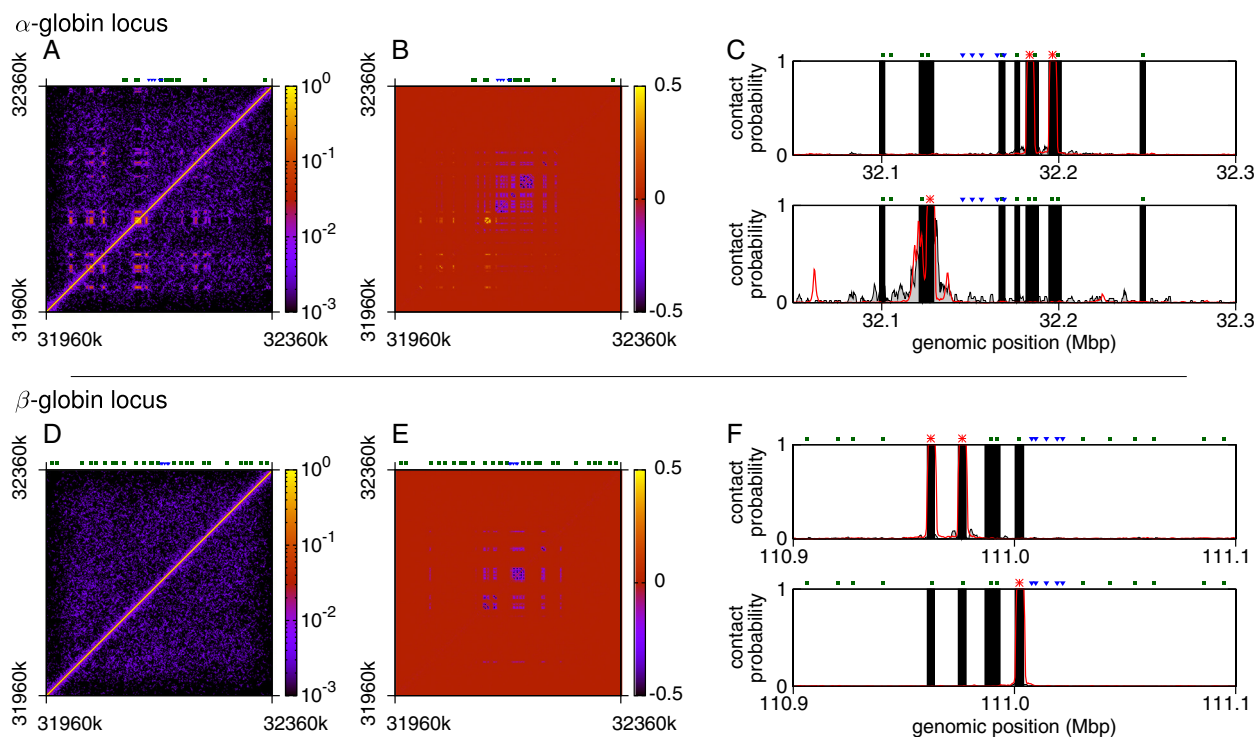 α-globin locus
A
B
C
32360k
31960k
31960k
32360k
10⁰
10⁻¹
10⁻²
10⁻³
32360k
31960k
31960k
32360k
0.5
0
-0.5
contact probability
1
0
32.1
32.2
32.3
contact probability
1
0
32.1
32.2
32.3
genomic position (Mbp)
β-globin locus
D
E
F
32360k
31960k
31960k
32360k
10⁰
10⁻¹
10⁻²
10⁻³
32360k
31960k
31960k
32360k
0.5
0
-0.5
contact probability
1
0
110.9
111.0
111.1
contact probability
1
0
110.9
111.0
111.1
genomic position (Mbp)